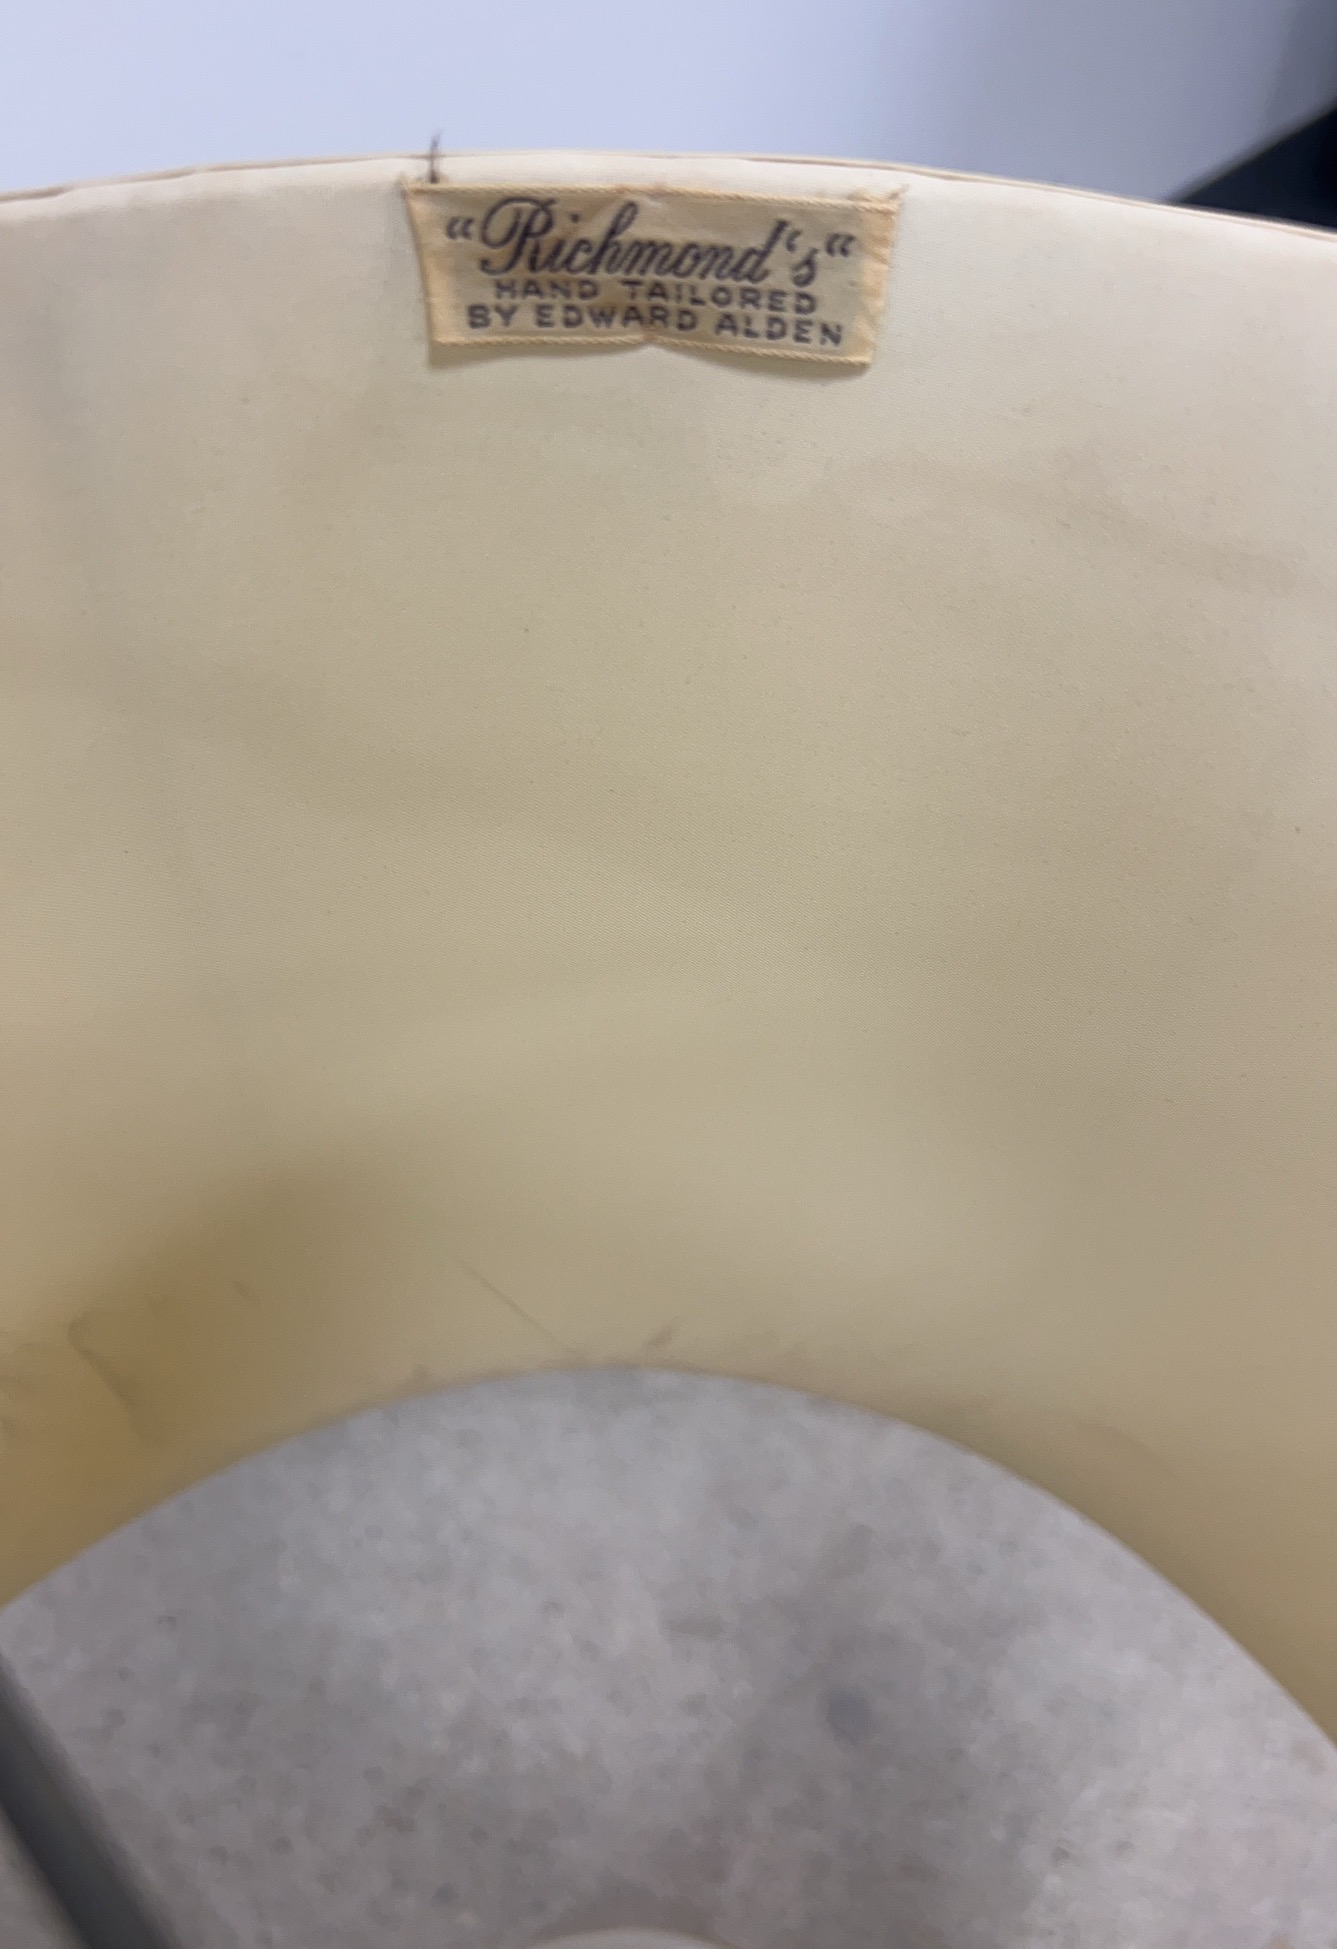 “Richmond‘s“
HAND TAILORED
BY EDWARD ALDEN